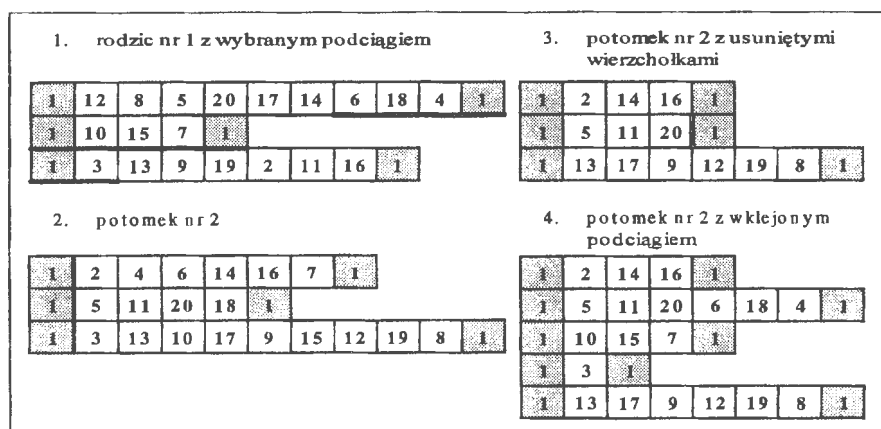 1. rodzic nr 1 z wybranym podciągiem
1 12 8 5 20 17 14 6 18 4 1
1 10 15 7 1
1 3 13 9 19 2 11 16 1
2. potomek nr 2
1 2 4 6 14 16 7 1
1 5 11 20 18 1
1 3 13 10 17 9 15 12 19 8 1
3. potomek nr 2 z usuniętymi
wierzchołkami
1 2 14 16 1
1 5 11 20 1
1 13 17 9 12 19 8 1
4. potomek nr 2 z wklejonym
podciągiem
1 2 14 16 1
1 5 11 20 6 18 4 1
1 10 15 7 1
1 3 1
1 13 17 9 12 19 8 1